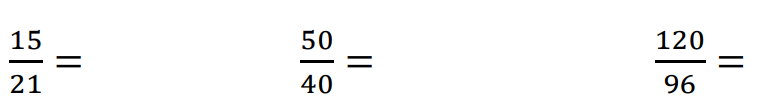 15/21 = 50/40 = 120/96 =